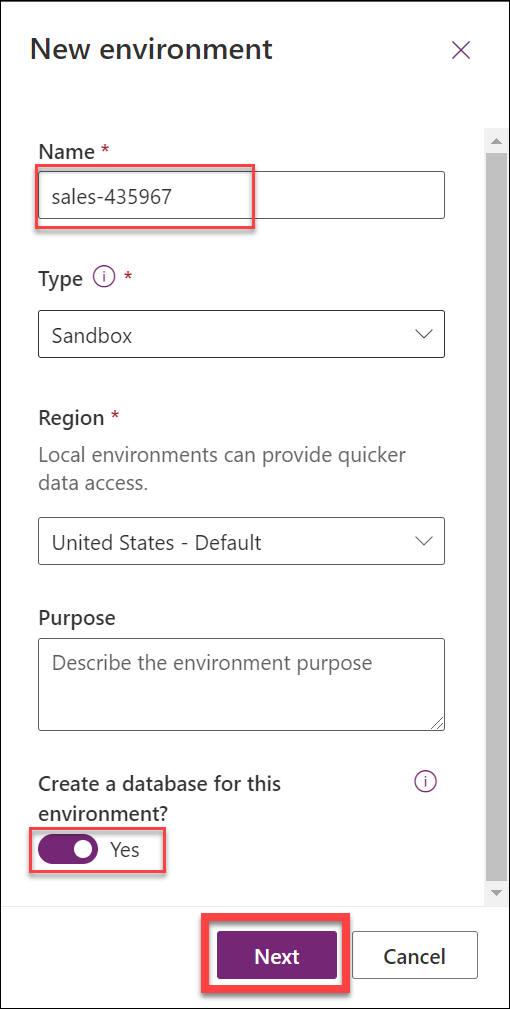 New environment
Name *
sales-435967
Type *
Sandbox
Region *
Local environments can provide quicker
data access.
United States - Default
Purpose
Describe the environment purpose
Create a database for this
environment?
Yes
Next
Cancel